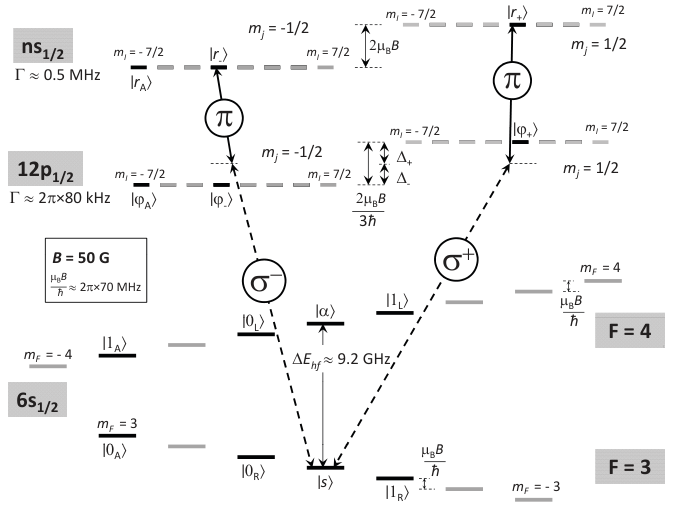 ns1/2
Γ ≈ 0.5 MHz
mI = - 7/2
|rA⟩
|r-⟩
mj = -1/2
mI = 7/2
mI = - 7/2
2μBB
|r+⟩
mI = 7/2
mj = 1/2
π
π
12p1/2
Γ ≈ 2π×80 kHz
mI = - 7/2
|φA⟩
|φ-⟩
mj = -1/2
mI = 7/2
mI = - 7/2
Δ+
Δ-
2μBB
3ħ
|φ+⟩
mI = 7/2
mj = 1/2
B = 50 G
μBB/ħ ≈ 2π×70 MHz
σ−
σ+
mF = 4
μBB
ħ
F = 4
|0L⟩
|α⟩
|1L⟩
|1A⟩
mF = - 4
ΔEhf ≈ 9.2 GHz
6s1/2
mF = 3
|0A⟩
|0R⟩
|s⟩
|1R⟩
μBB
ħ
mF = - 3
F = 3